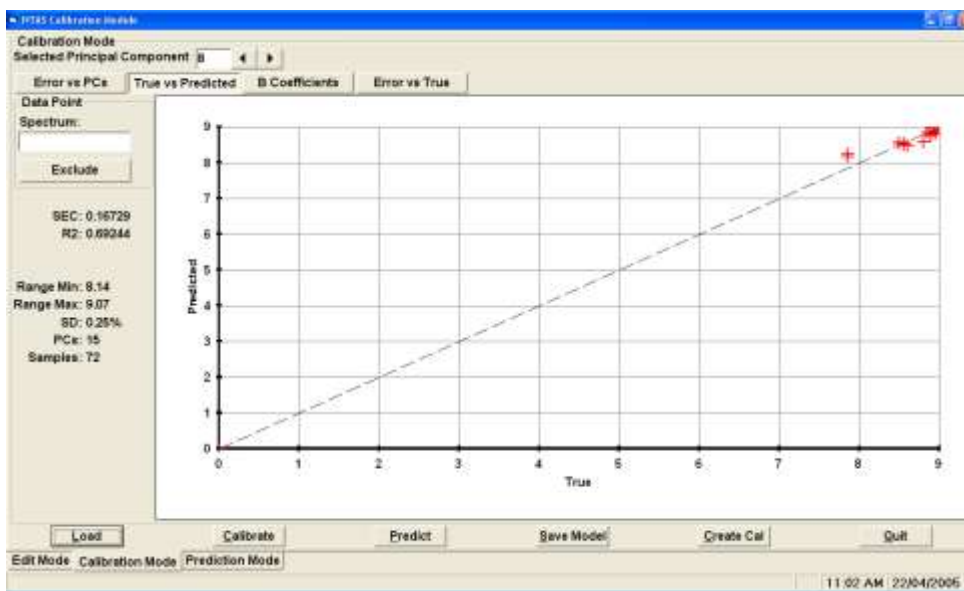 MTAS Calibration Module
Calibration Mode
Selected Principal Component 8
Error vs PCs True vs Predicted B Coefficients Error vs True
Data Point
Spectrum:
Exclude
SEC: 0.16729
R2: 0.69244
Range Min: 8.14
Range Max: 9.07
SD: 0.25%
PCs: 15
Samples: 72
Predicted
9
8
7
6
5
4
3
2
1
0
0 1 2 3 4 5 6 7 8 9
True
Load Calibrate Predict Save Model Create Cal Quit
Edit Mode Calibration Mode Prediction Mode
11:02 AM 22/04/2005